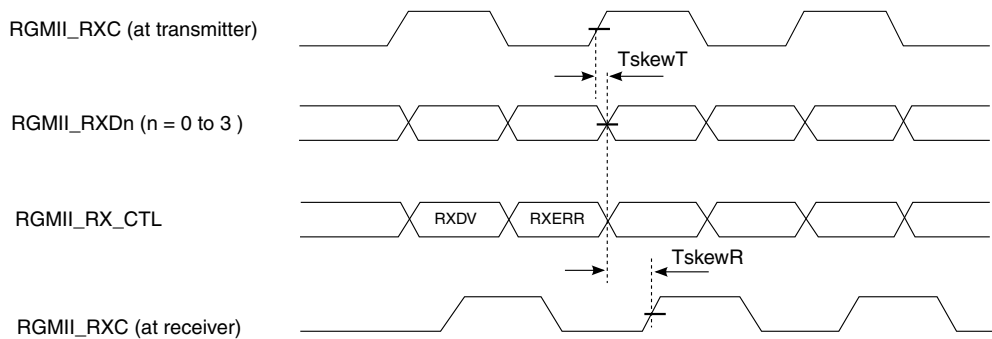 RGMII_RXC (at transmitter)
TskewT
RGMII_RXDn (n = 0 to 3 )
RGMII_RX_CTL
RXDV
RXERR
TskewR
RGMII_RXC (at receiver)